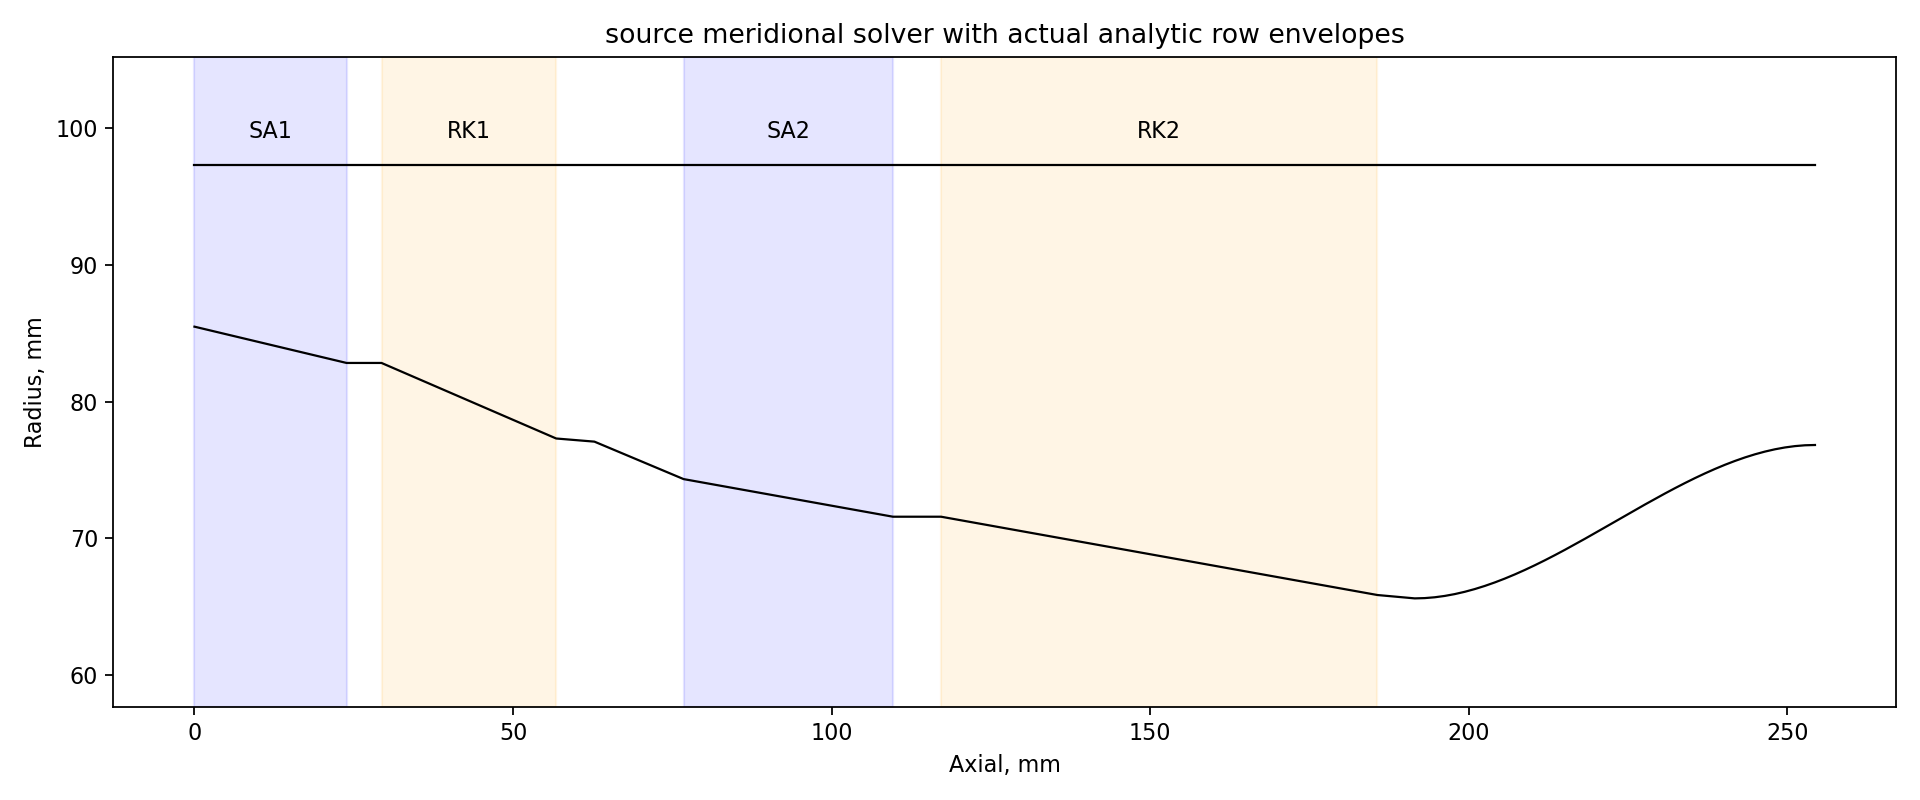 source meridional solver with actual analytic row envelopes
SA1
RK1
SA2
RK2
100
90
80
70
60
Radius, mm
0
50
100
150
200
250
Axial, mm